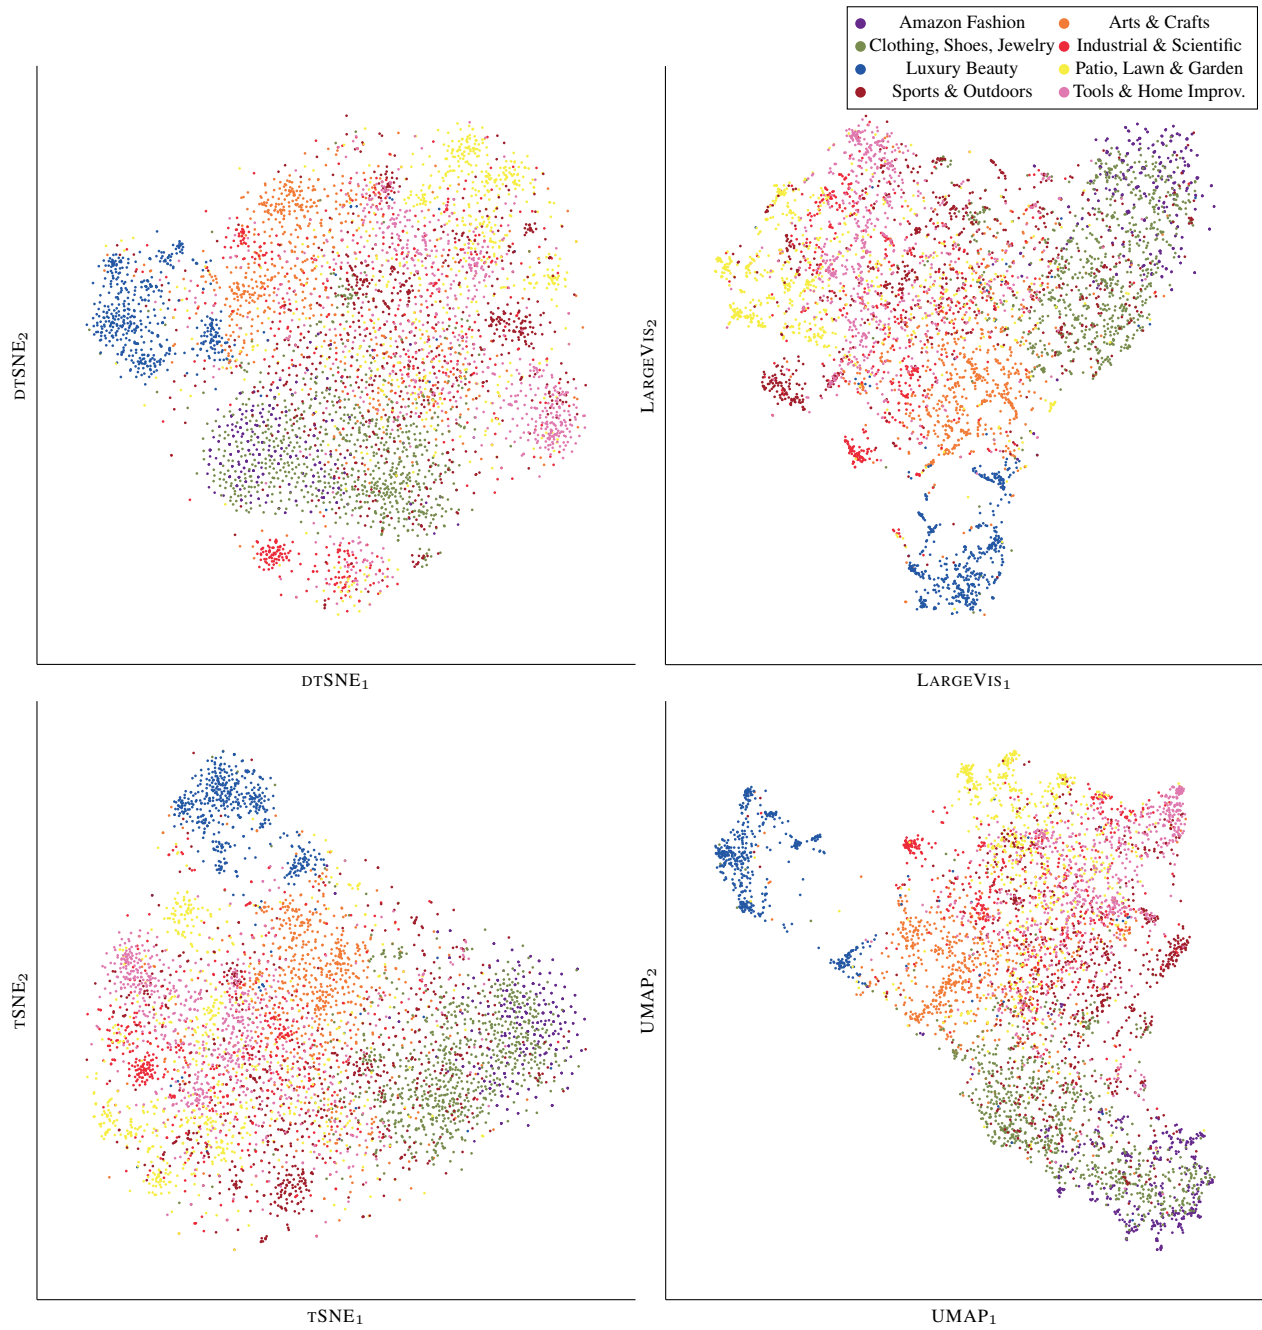 Amazon Fashion
Arts & Crafts
Clothing, Shoes, Jewelry
Industrial & Scientific
Luxury Beauty
Patio, Lawn & Garden
Sports & Outdoors
Tools & Home Improv.
DTSNE₂
DTSNE₁
LARGEVIS₂
LARGEVIS₁
TSNE₂
TSNE₁
UMAP₂
UMAP₁